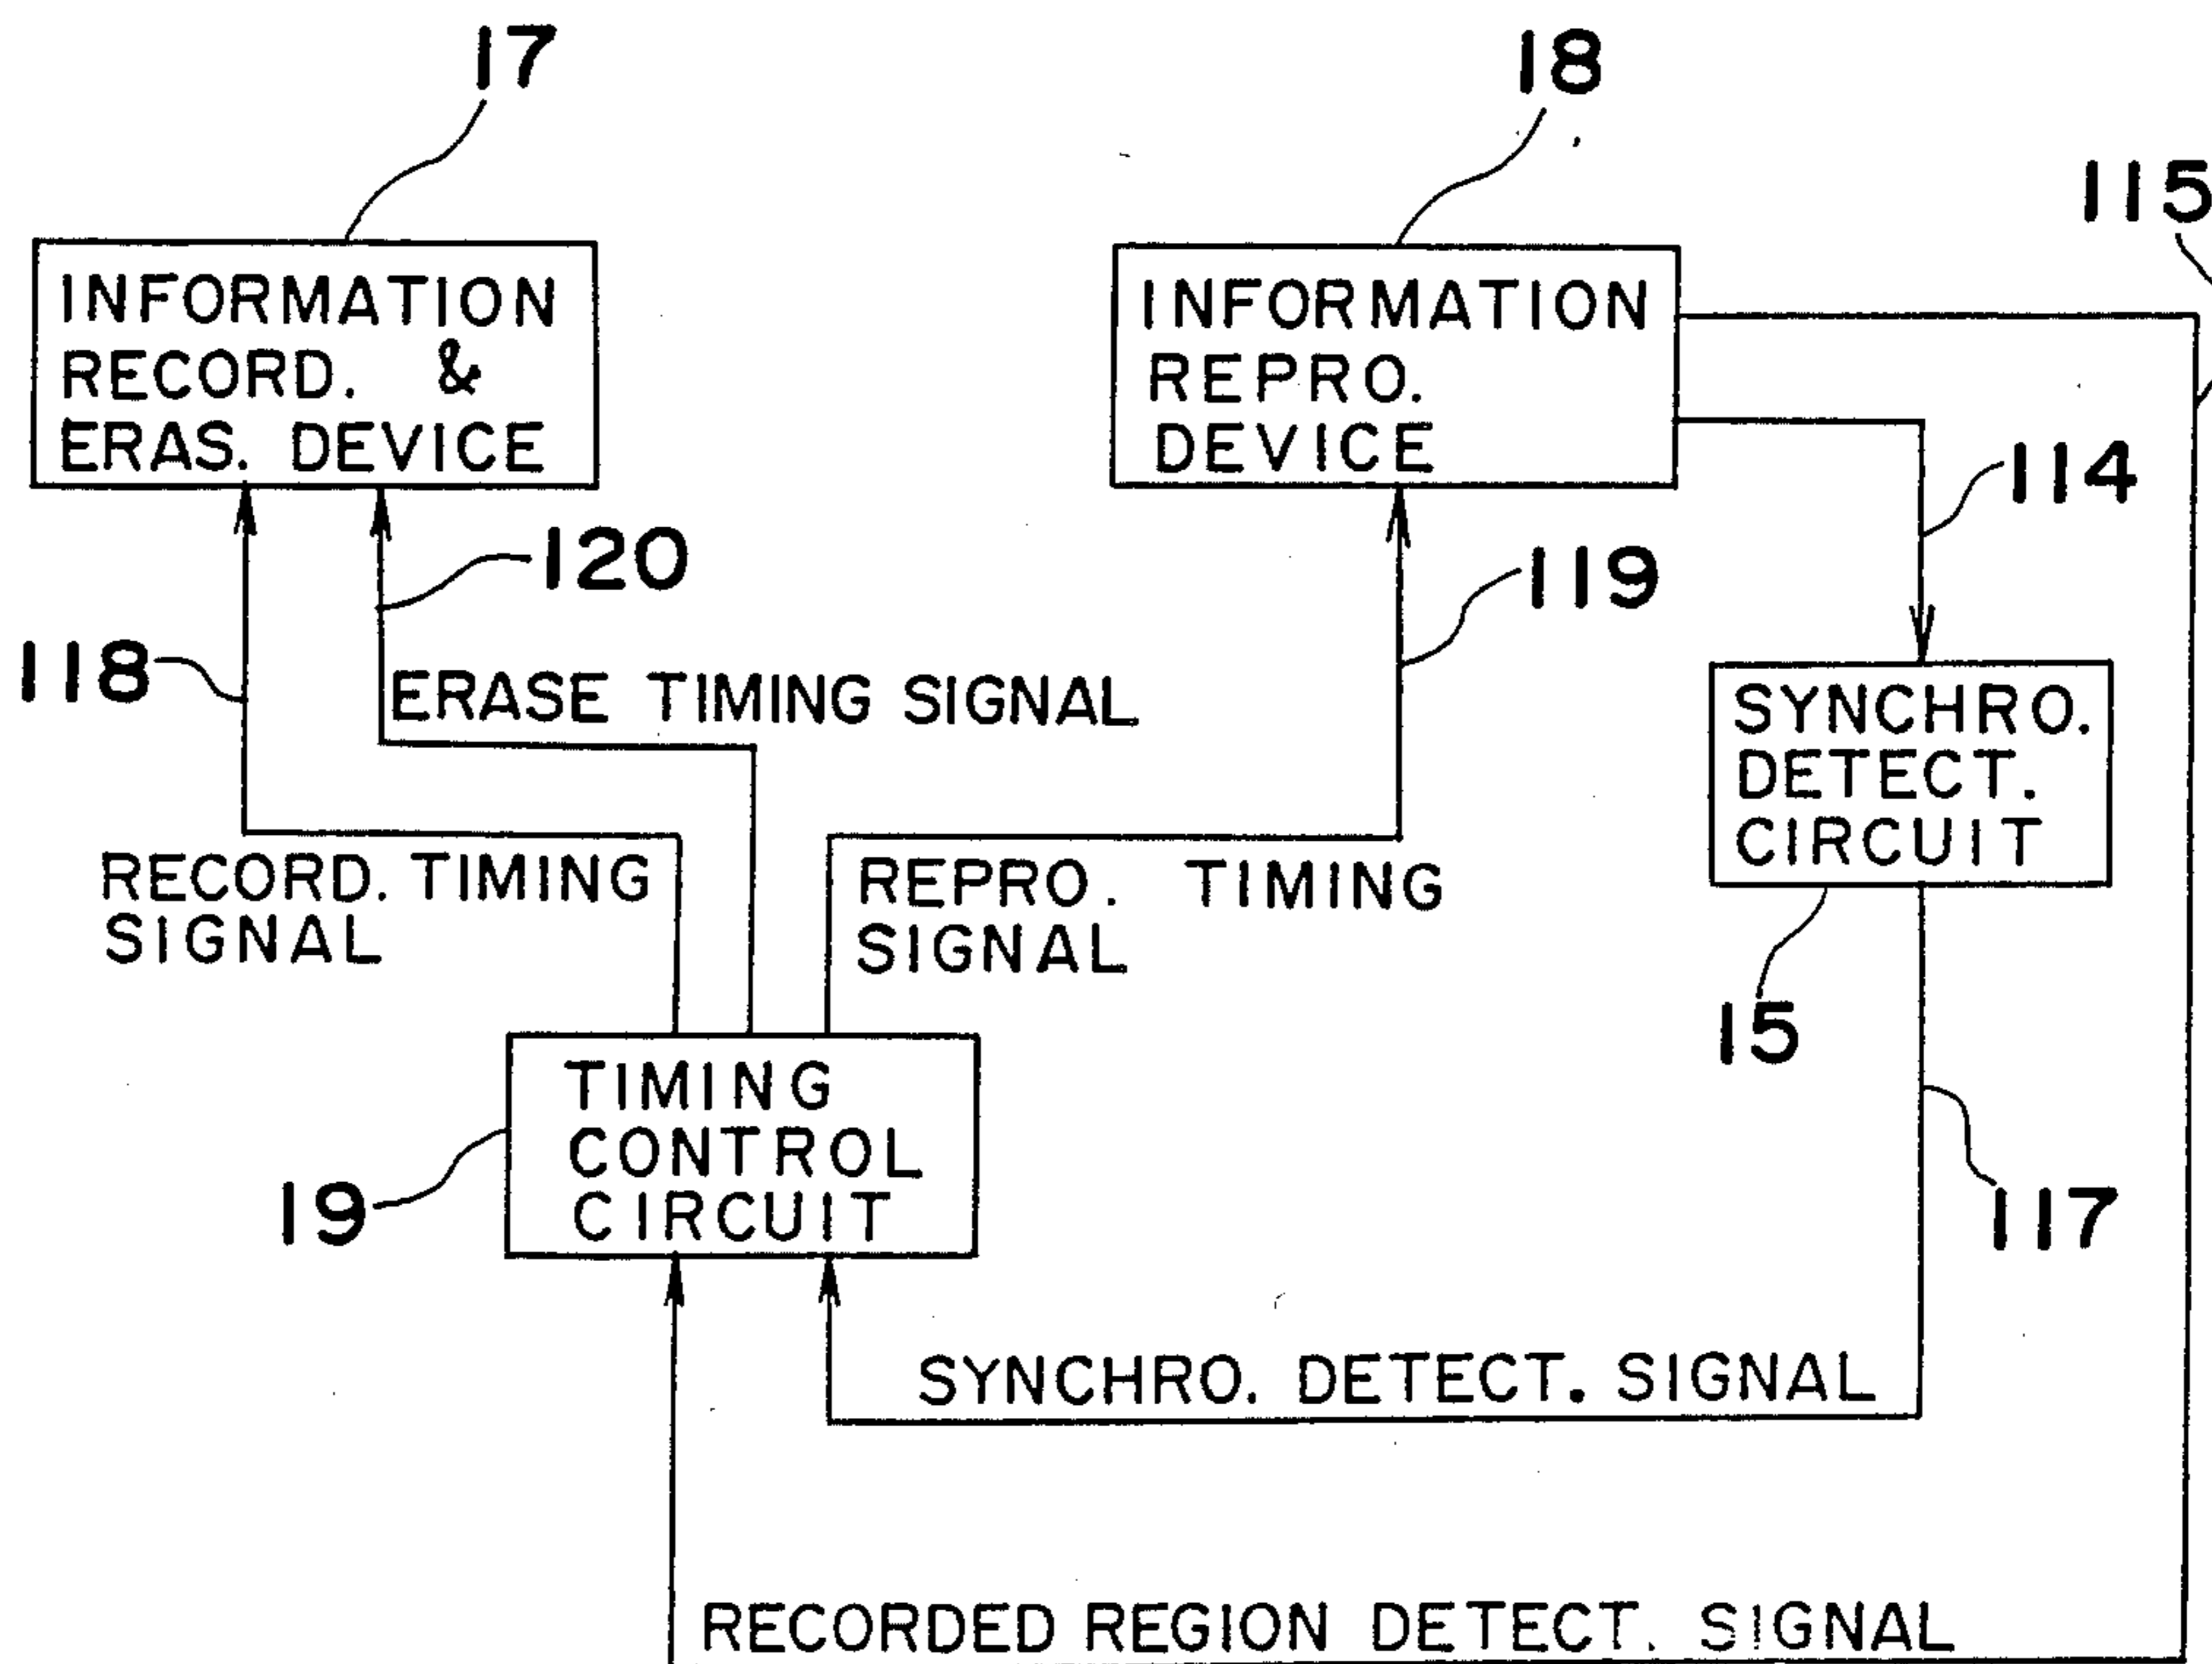 17
18
115
INFORMATION
RECORD. &
ERAS. DEVICE
INFORMATION
REPRO.
DEVICE
114
120
119
118
ERASE TIMING SIGNAL
SYNCHRO.
DETECT.
CIRCUIT
RECORD. TIMING
SIGNAL
REPRO. TIMING
SIGNAL
15
TIMING
CONTROL
CIRCUIT
19
117
SYNCHRO. DETECT. SIGNAL
RECORDED REGION DETECT. SIGNAL